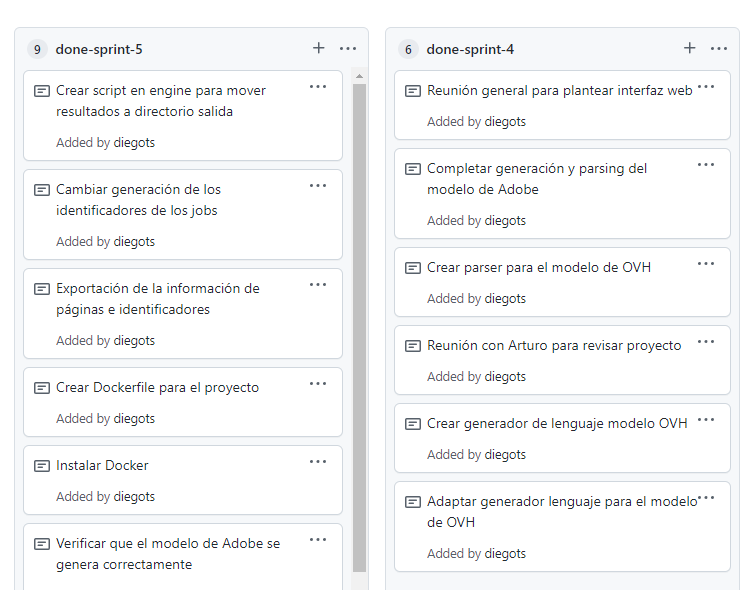 9 done-sprint-5
Crear script en engine para mover
resultados a directorio salida
Added by diegots
Cambiar generación de los
identificadores de los jobs
Added by diegots
Exportación de la información de
páginas e identificadores
Added by diegots
Crear Dockerfile para el proyecto
Added by diegots
Instalar Docker
Added by diegots
Verificar que el modelo de Adobe se
genera correctamente
6 done-sprint-4
Reunión general para plantear interfaz web
Added by diegots
Completar generación y parsing del
modelo de Adobe
Added by diegots
Crear parser para el modelo de OVH
Added by diegots
Reunión con Arturo para revisar proyecto
Added by diegots
Crear generador de lenguaje modelo OVH
Added by diegots
Adaptar generador lenguaje para el modelo
de OVH
Added by diegots